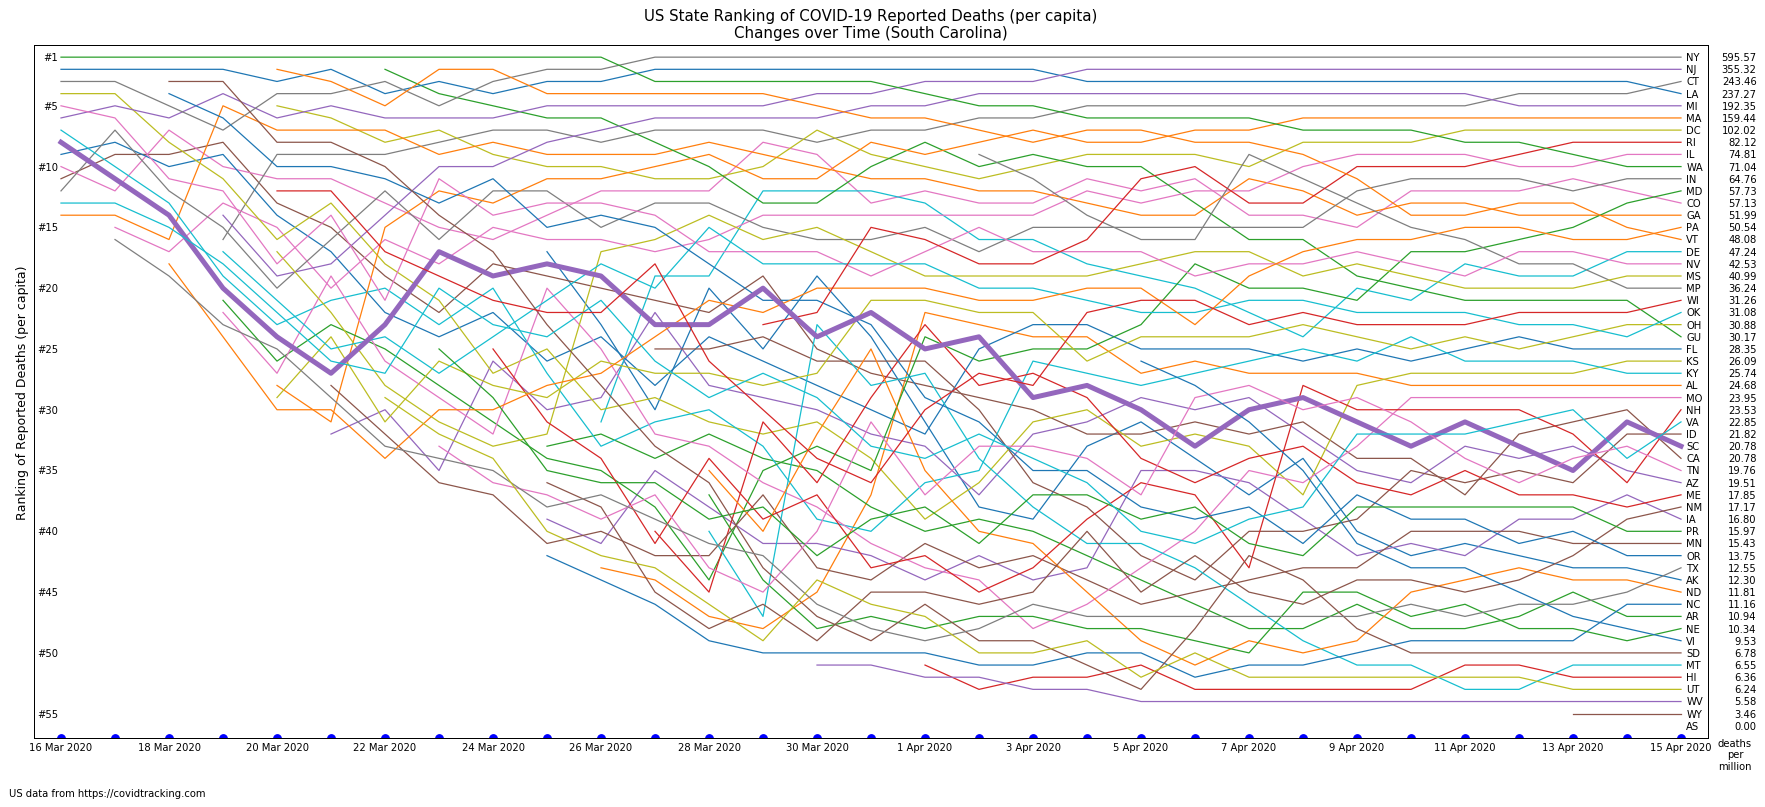 US State Ranking of COVID-19 Reported Deaths (per capita)
Changes over Time (South Carolina)
Ranking of Reported Deaths (per capita)
#1
#5
#10
#15
#20
#25
#30
#35
#40
#45
#50
#55
NY 595.57
NJ 355.32
CT 243.46
LA 237.27
MI 192.35
MA 159.44
DC 102.02
RI 82.12
IL 74.81
WA 71.04
IN 64.76
MD 57.73
CO 57.13
GA 51.99
PA 50.54
VT 48.08
DE 47.24
NV 42.53
MS 40.99
MP 36.24
WI 31.26
OK 31.08
OH 30.88
GU 30.17
FL 28.35
KS 26.09
KY 25.74
AL 24.68
MO 23.95
NH 23.53
VA 22.85
ID 21.82
SC 20.78
CA 20.78
TN 19.76
AZ 19.51
ME 17.85
NM 17.17
IA 16.80
PR 15.97
MN 15.43
OR 13.75
TX 12.55
AK 12.30
ND 11.81
NC 11.16
AR 10.94
NE 10.34
VI 9.53
SD 6.78
MT 6.55
HI 6.36
UT 6.24
WV 5.58
WY 3.46
AS 0.00
16 Mar 2020 18 Mar 2020 20 Mar 2020 22 Mar 2020 24 Mar 2020 26 Mar 2020 28 Mar 2020 30 Mar 2020 1 Apr 2020 3 Apr 2020 5 Apr 2020 7 Apr 2020 9 Apr 2020 11 Apr 2020 13 Apr 2020 15 Apr 2020
deaths
per
million
US data from https://covidtracking.com